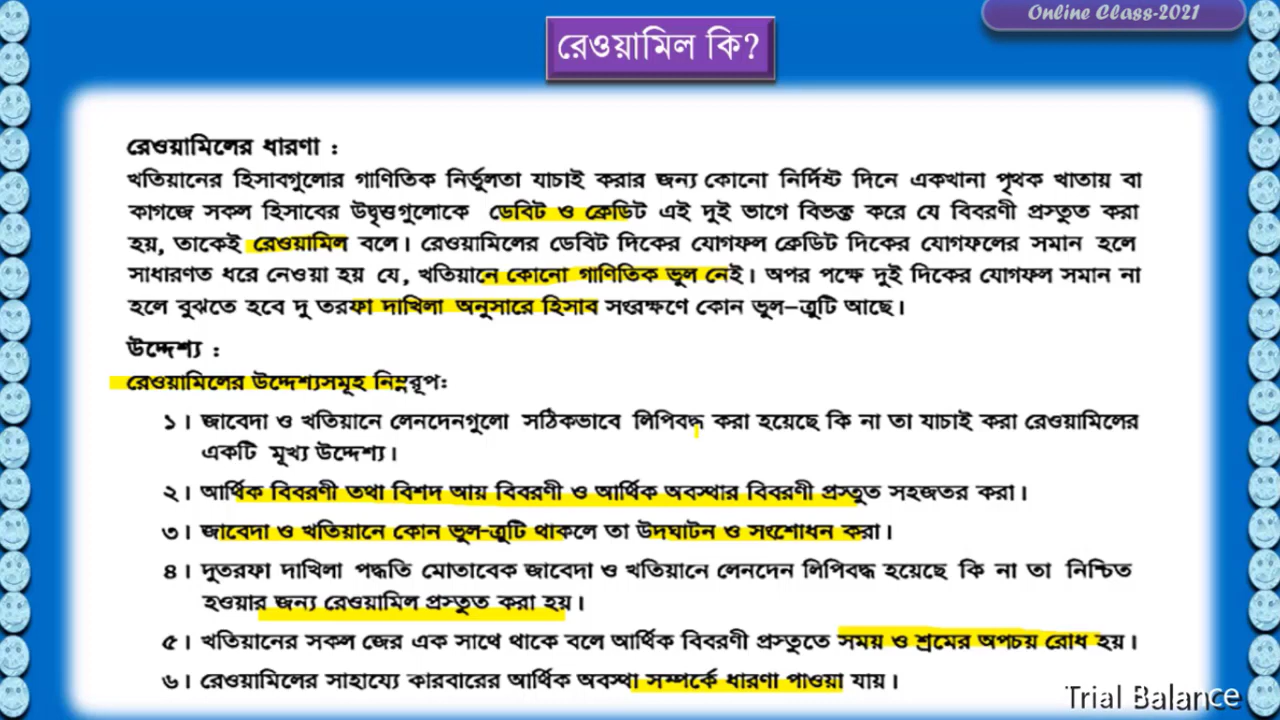 Online Class-2021
রেওয়ামিল কি?
রেওয়ামিলের ধারণা :
খতিয়ানের হিসাবগুলোর গাণিতিক নির্ভুলতা যাচাই করার জন্য কোনো নির্দিষ্ট দিনে একখানা পৃথক খাতায় বা
কাগজে সকল হিসাবের উদ্বৃত্তগুলোকে ডেবিট ও ক্রেডিট এই দুই ভাগে বিভক্ত করে যে বিবরণী প্রস্তুত করা
হয়, তাকেই রেওয়ামিল বলে। রেওয়ামিলের ডেবিট দিকের যোগফল ক্রেডিট দিকের যোগফলের সমান হলে
সাধারণত ধরে নেওয়া হয় যে, খতিয়ানে কোনো গাণিতিক ভুল নেই। অপর পক্ষে দুই দিকের যোগফল সমান না
হলে বুঝতে হবে দু তরফা দাখিলা অনুসারে হিসাব সংরক্ষণে কোন ভুল–ত্রুটি আছে।
উদ্দেশ্য :
রেওয়ামিলের উদ্দেশ্যসমূহ নিম্নরূপঃ
১। জাবেদা ও খতিয়ানে লেনদেনগুলো সঠিকভাবে লিপিবদ্ধ করা হয়েছে কি না তা যাচাই করা রেওয়ামিলের
একটি মূখ্য উদ্দেশ্য।
২। আর্থিক বিবরণী তথা বিশদ আয় বিবরণী ও আর্থিক অবস্থার বিবরণী প্রস্তুত সহজতর করা।
৩। জাবেদা ও খতিয়ানে কোন ভুল-ত্রুটি থাকলে তা উদঘাটন ও সংশোধন করা।
৪। দুতরফা দাখিলা পদ্ধতি মোতাবেক জাবেদা ও খতিয়ানে লেনদেন লিপিবদ্ধ হয়েছে কি না তা নিশ্চিত
হওয়ার জন্য রেওয়ামিল প্রস্তুত করা হয়।
৫। খতিয়ানের সকল জের এক সাথে থাকে বলে আর্থিক বিবরণী প্রস্তুতে সময় ও শ্রমের অপচয় রোধ হয়।
৬। রেওয়ামিলের সাহায্যে কারবারের আর্থিক অবস্থা সম্পর্কে ধারণা পাওয়া যায়।
Trial Balance